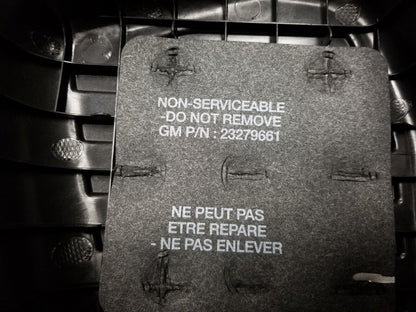 NON-SERVICEABLE
-DO NOT REMOVE
GM P/N : 23279661
NE PEUT PAS
ETRE REPARE
- NE PAS ENLEVER